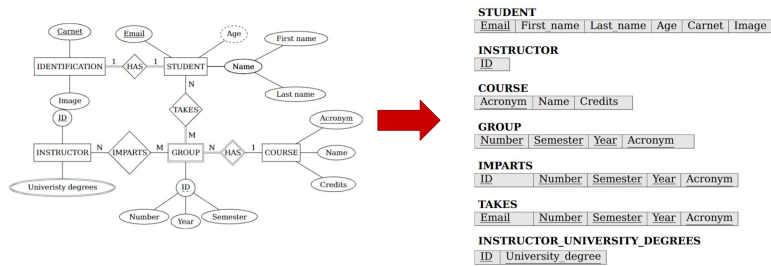 Carnet
Email
Age
First name
IDENTIFICATION
1
HAS
1
STUDENT
Name
Image
N
Last name
ID
TAKES
M
Acronym
INSTRUCTOR
N
IMPARTS
M
GROUP
N
HAS
1
COURSE
Name
Univeristy degrees
ID
Credits
Number
Year
Semester
STUDENT
Email First_name Last_name Age Carnet Image
INSTRUCTOR
ID
COURSE
Acronym Name Credits
GROUP
Number Semester Year Acronym
IMPARTS
ID Number Semester Year Acronym
TAKES
Email Number Semester Year Acronym
INSTRUCTOR_UNIVERSITY_DEGREES
ID University_degree